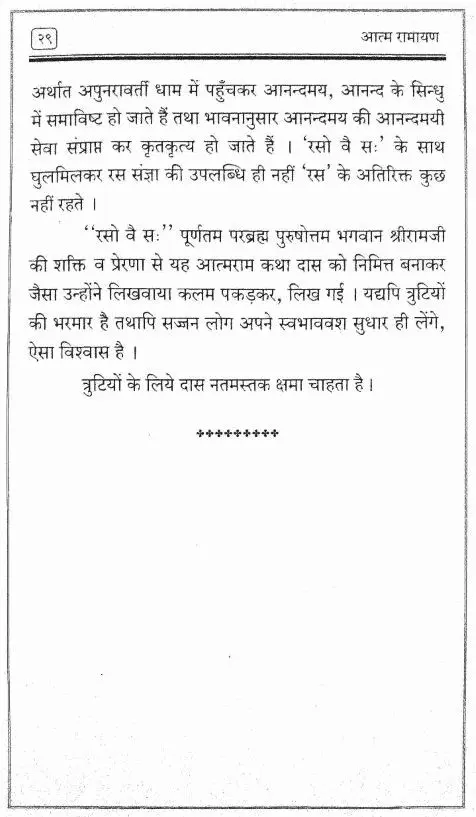 २९ आत्म रामायण
अर्थात अपुनरावर्ती धाम में पहुँचकर आनन्दमय, आनन्द के सिन्धु
में समाविष्ट हो जाते हैं तथा भावनानुसार आनन्दमय की आनन्दमयी
सेवा संप्राप्त कर कृतकृत्य हो जाते हैं । ‘रसो वै सः’ के साथ
घुलमिलकर रस संज्ञा की उपलब्धि ही नहीं ‘रस’ के अतिरिक्त कुछ
नहीं रहते ।
‘‘रसो वै सः’’ पूर्णतम परब्रह्म पुरुषोत्तम भगवान श्रीरामजी
की शक्ति व प्रेरणा से यह आत्मराम कथा दास को निमित्त बनाकर
जैसा उन्होंने लिखवाया कलम पकड़कर, लिख गई । यद्यपि त्रुटियों
की भरमार है तथापि सज्जन लोग अपने स्वभाववश सुधार ही लेंगे,
ऐसा विश्वास है ।
त्रुटियों के लिये दास नतमस्तक क्षमा चाहता है ।